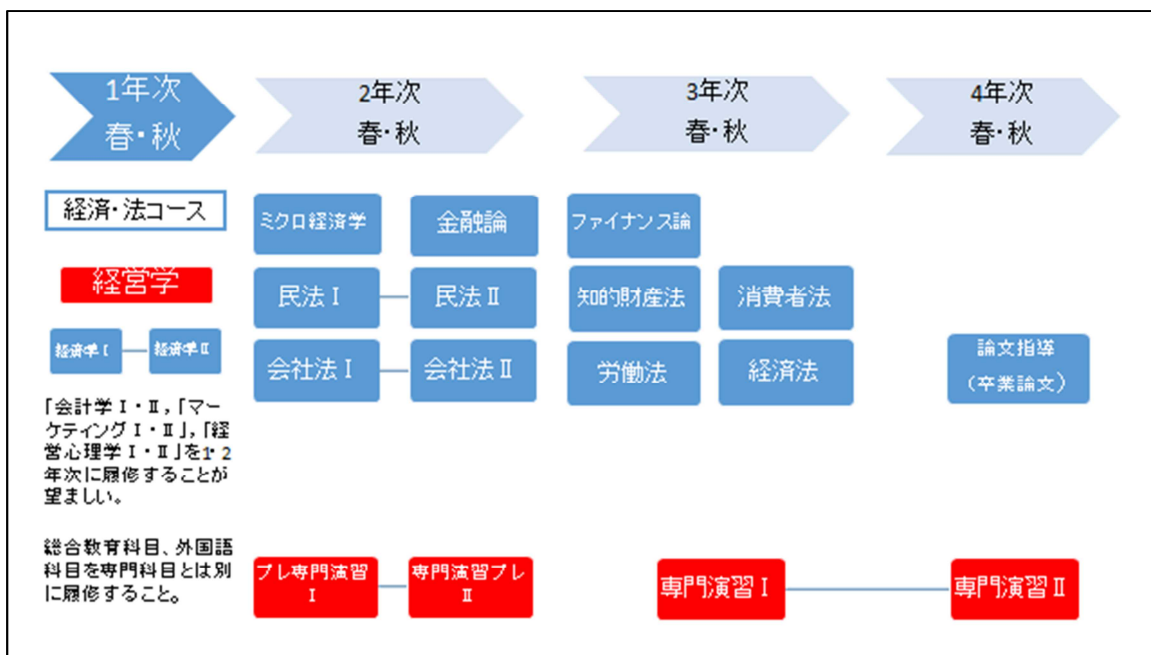 1年次
春・秋
2年次
春・秋
3年次
春・秋
4年次
春・秋
経済・法コース
経営学
経済学Ⅰ
経済学Ⅱ
「会計学Ⅰ・Ⅱ」,「マー
ケティングⅠ・Ⅱ」,「経
営心理学Ⅰ・Ⅱ」を1・2
年次に履修することが
望ましい。
総合教育科目、外国語
科目を専門科目とは別
に履修すること。
ミクロ経済学
金融論
ファイナンス論
民法Ⅰ
民法Ⅱ
知的財産法
消費者法
会社法Ⅰ
会社法Ⅱ
労働法
経済法
論文指導
(卒業論文)
プレ専門演習
Ⅰ
専門演習プレ
Ⅱ
専門演習Ⅰ
専門演習Ⅱ